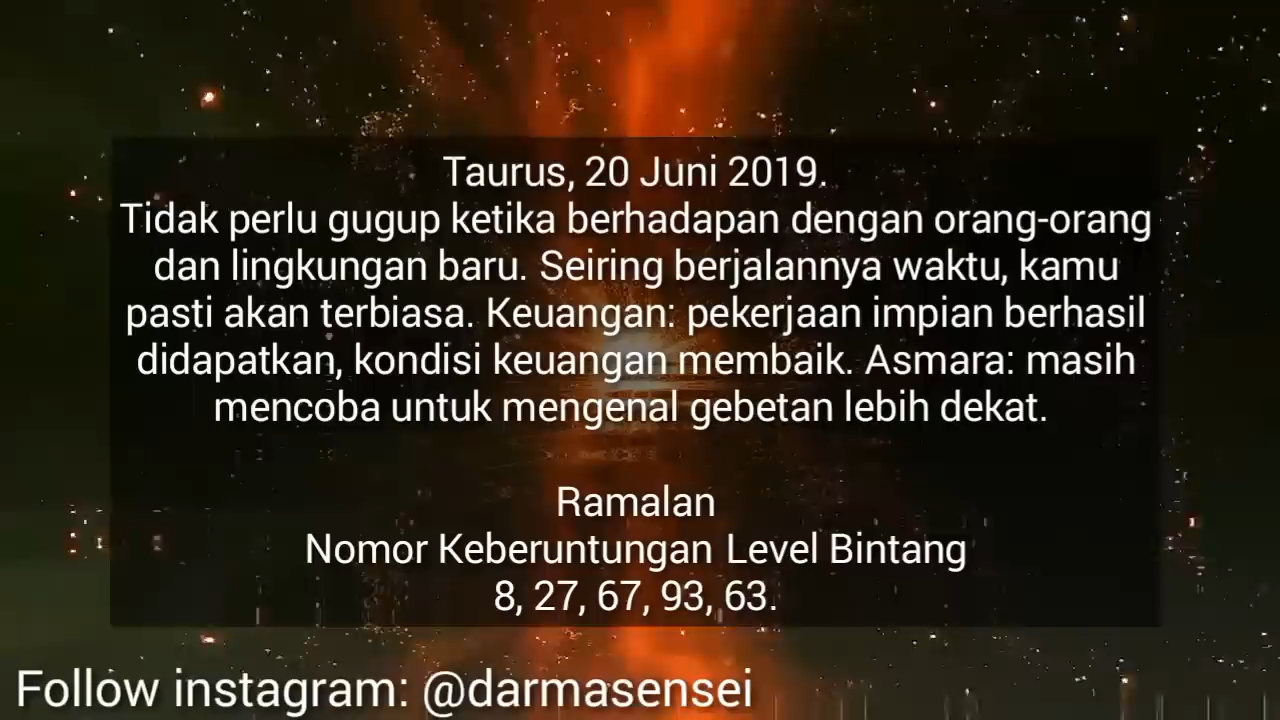 Taurus, 20 Juni 2019.
Tidak perlu gugup ketika berhadapan dengan orang-orang
dan lingkungan baru. Seiring berjalannya waktu, kamu
pasti akan terbiasa. Keuangan: pekerjaan impian berhasil
didapatkan, kondisi keuangan membaik. Asmara: masih
mencoba untuk mengenal gebetan lebih dekat.
Ramalan
Nomor Keberuntungan Level Bintang
8, 27, 67, 93, 63.
Follow instagram: @darmasensei